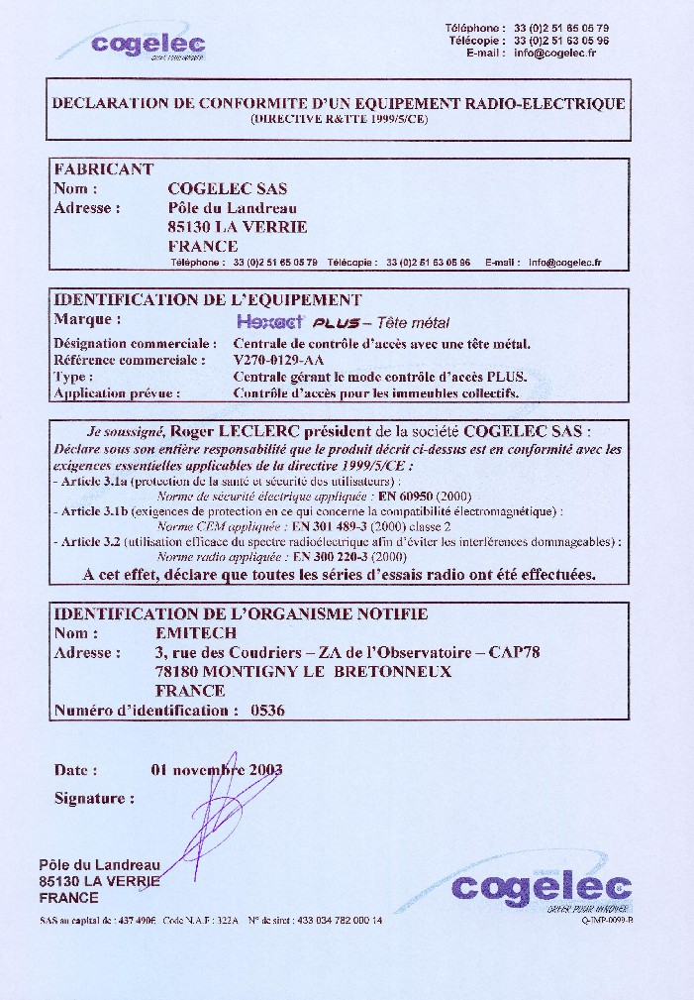 cogelec
CRÉER POUR INNOVER
Téléphone : 33 (0)2 51 65 05 79
Télécopie : 33 (0)2 51 63 05 96
E-mail : info@cogelec.fr
DECLARATION DE CONFORMITE D'UN EQUIPEMENT RADIO-ELECTRIQUE
(DIRECTIVE R&TTE 1999/5/CE)
FABRICANT
Nom : COGELEC SAS
Adresse : Pôle du Landreau
85130 LA VERRIE
FRANCE
Téléphone : 33 (0)2 51 65 05 79 Télécopie : 33 (0)2 51 63 05 96 E-mail : info@cogelec.fr
IDENTIFICATION DE L'EQUIPEMENT
Marque : Hexact PLUS – Tête métal
Désignation commerciale : Centrale de contrôle d'accès avec une tête métal.
Référence commerciale : V270-0129-AA
Type : Centrale gérant le mode contrôle d'accès PLUS.
Application prévue : Contrôle d'accès pour les immeubles collectifs.
Je soussigné, Roger LECLERC président de la société COGELEC SAS :
Déclare sous son entière responsabilité que le produit décrit ci-dessus est en conformité avec les
exigences essentielles applicables de la directive 1999/5/CE :
- Article 3.1a (protection de la santé et sécurité des utilisateurs) :
Norme de sécurité électrique appliquée : EN 60950 (2000)
- Article 3.1b (exigences de protection en ce qui concerne la compatibilité électromagnétique) :
Norme CEM appliquée : EN 301 489-3 (2000) classe 2
- Article 3.2 (utilisation efficace du spectre radioélectrique afin d'éviter les interférences dommageables) :
Norme radio appliquée : EN 300 220-3 (2000)
A cet effet, déclare que toutes les séries d'essais radio ont été effectuées.
IDENTIFICATION DE L'ORGANISME NOTIFIE
Nom : EMITECH
Adresse : 3, rue des Coudriers – ZA de l'Observatoire – CAP78
78180 MONTIGNY LE BRETONNEUX
FRANCE
Numéro d'identification : 0536
Date : 01 novembre 2003
Signature :
Pôle du Landreau
85130 LA VERRIE
FRANCE
cogelec
CRÉER POUR INNOVER
SAS au capital de : 437 490€ Code N.A.F : 322A N° de siret : 433 034 782 000 14
Q-IMP-0099-B